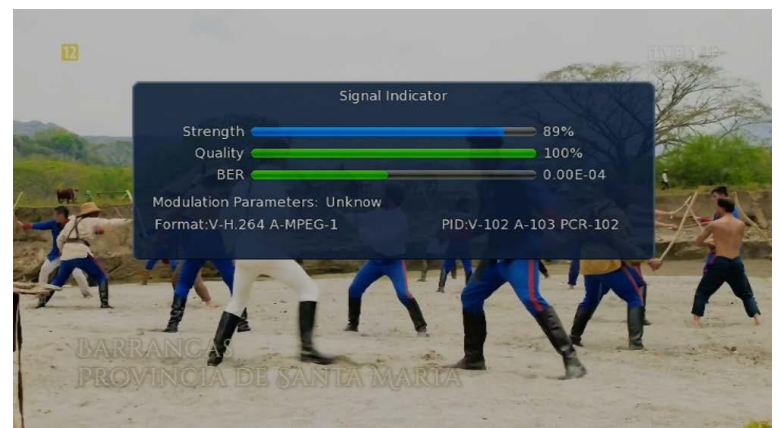 12
Signal Indicator
Strength 89%
Quality 100%
BER 0.00E-04
Modulation Parameters: Unknow
Format:V-H.264 A-MPEG-1 PID:V-102 A-103 PCR-102
BARRANCAS
PROVINCIA DE SANTA MARTA